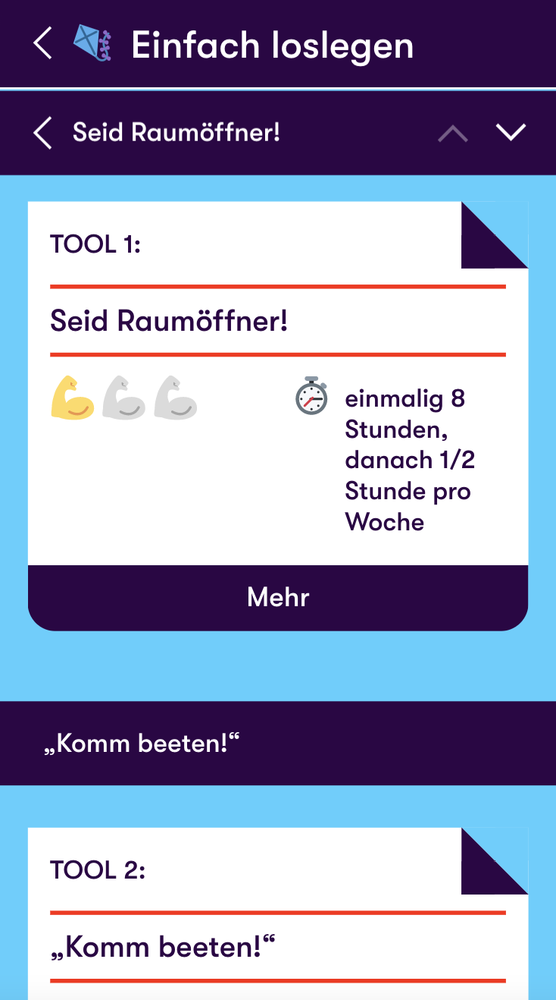 Einfach loslegen
Seid Raumöffner!
TOOL 1:
Seid Raumöffner!
einmalig 8
Stunden,
danach 1/2
Stunde pro
Woche
Mehr
„Komm beeten!“
TOOL 2:
„Komm beeten!“